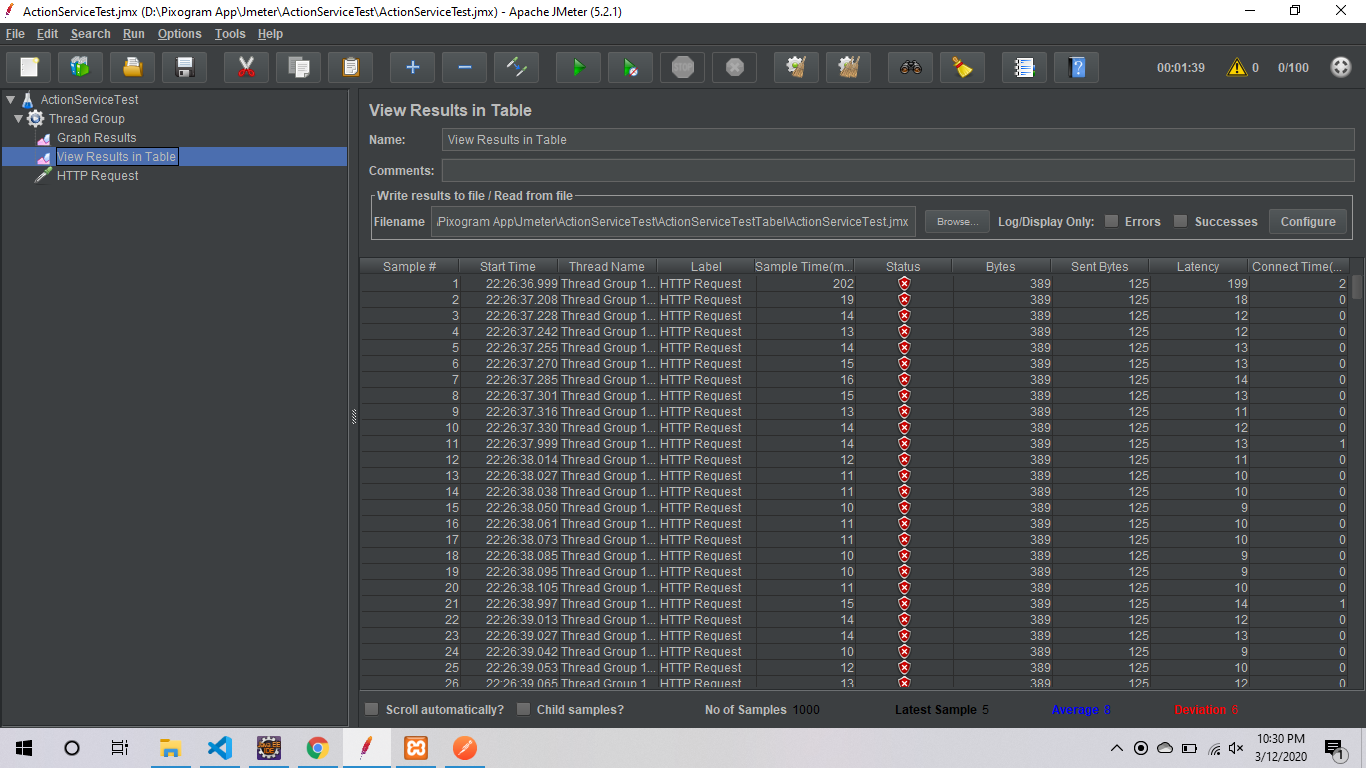 ActionServiceTest.jmx (D:\Pixogram App\Jmeter\ActionServiceTest\ActionServiceTest.jmx) - Apache JMeter (5.2.1)
File Edit Search Run Options Tools Help
STOP 00:01:39 0 0/100
ActionServiceTest
Thread Group
Graph Results
View Results in Table
HTTP Request
View Results in Table
Name: View Results in Table
Comments:
Write results to file / Read from file
Filename \Pixogram App\Jmeter\ActionServiceTest\ActionServiceTestTabel\ActionServiceTest.jmx Browse... Log/Display Only: Errors Successes Configure
Sample # Start Time Thread Name Label Sample Time(m... Status Bytes Sent Bytes Latency Connect Time(...
1 22:26:36.999 Thread Group 1... HTTP Request 202 389 125 199 2
2 22:26:37.208 Thread Group 1... HTTP Request 19 389 125 18 0
3 22:26:37.228 Thread Group 1... HTTP Request 14 389 125 12 0
4 22:26:37.242 Thread Group 1... HTTP Request 13 389 125 12 0
5 22:26:37.255 Thread Group 1... HTTP Request 14 389 125 13 0
6 22:26:37.270 Thread Group 1... HTTP Request 15 389 125 13 0
7 22:26:37.285 Thread Group 1... HTTP Request 16 389 125 14 0
8 22:26:37.301 Thread Group 1... HTTP Request 15 389 125 13 0
9 22:26:37.316 Thread Group 1... HTTP Request 13 389 125 11 0
10 22:26:37.330 Thread Group 1... HTTP Request 14 389 125 12 0
11 22:26:37.999 Thread Group 1... HTTP Request 14 389 125 13 1
12 22:26:38.014 Thread Group 1... HTTP Request 12 389 125 11 0
13 22:26:38.027 Thread Group 1... HTTP Request 11 389 125 10 0
14 22:26:38.038 Thread Group 1... HTTP Request 11 389 125 10 0
15 22:26:38.050 Thread Group 1... HTTP Request 10 389 125 9 0
16 22:26:38.061 Thread Group 1... HTTP Request 11 389 125 10 0
17 22:26:38.073 Thread Group 1... HTTP Request 11 389 125 10 0
18 22:26:38.085 Thread Group 1... HTTP Request 10 389 125 9 0
19 22:26:38.095 Thread Group 1... HTTP Request 10 389 125 9 0
20 22:26:38.105 Thread Group 1... HTTP Request 11 389 125 10 0
21 22:26:38.997 Thread Group 1... HTTP Request 15 389 125 14 1
22 22:26:39.013 Thread Group 1... HTTP Request 14 389 125 12 0
23 22:26:39.027 Thread Group 1... HTTP Request 14 389 125 13 0
24 22:26:39.042 Thread Group 1... HTTP Request 10 389 125 9 0
25 22:26:39.053 Thread Group 1... HTTP Request 12 389 125 10 0
26 22:26:39.065 Thread Group 1 HTTP Request 13 389 125 12 0
Scroll automatically? Child samples? No of Samples 1000 Latest Sample 5 Average 8 Deviation 6
10:30 PM
3/12/2020
1